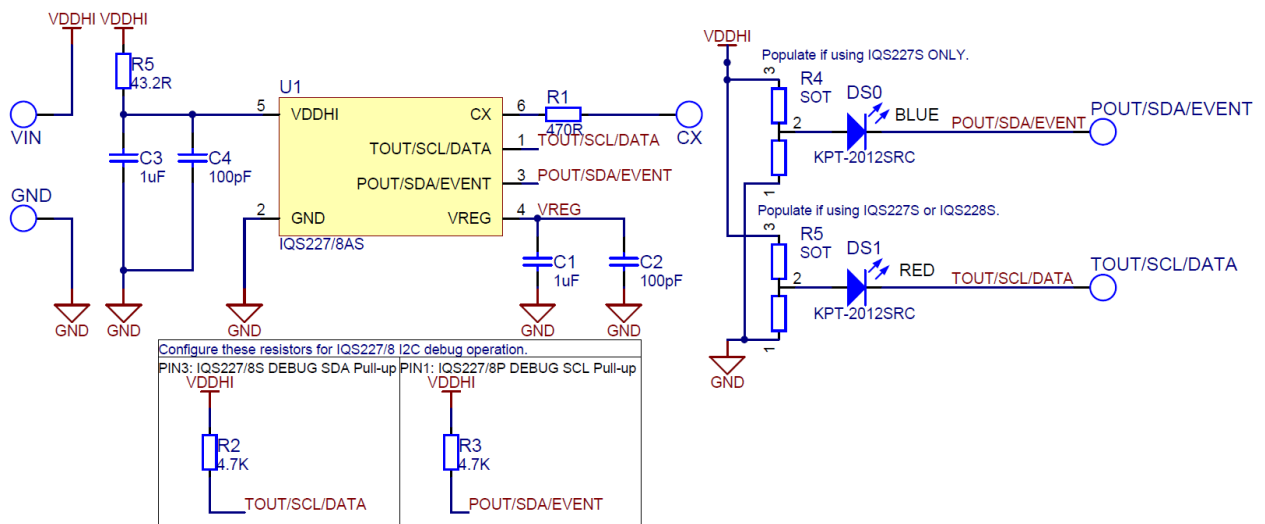 VDDHI
VDDHI
R5
43.2R
VIN
GND
C3
1uF
C4
100pF
GND
GND
U1
5
VDDHI
CX
6
TOUT/SCL/DATA
1
POUT/SDA/EVENT
3
2
GND
VREG
4
IQS227/8AS
GND
R1
470R
CX
TOUT/SCL/DATA
POUT/SDA/EVENT
VREG
C1
1uF
C2
100pF
GND
GND
VDDHI
Populate if using IQS227S ONLY.
3
R4
SOT
2
1
DS0
BLUE
KPT-2012SRC
POUT/SDA/EVENT
POUT/SDA/EVENT
Populate if using IQS227S or IQS228S.
3
R5
SOT
2
1
DS1
RED
KPT-2012SRC
TOUT/SCL/DATA
TOUT/SCL/DATA
GND
Configure these resistors for IQS227/8 I2C debug operation.
PIN3: IQS227/8S DEBUG SDA Pull-up
VDDHI
R2
4.7K
TOUT/SCL/DATA
PIN1: IQS227/8P DEBUG SCL Pull-up
VDDHI
R3
4.7K
POUT/SDA/EVENT